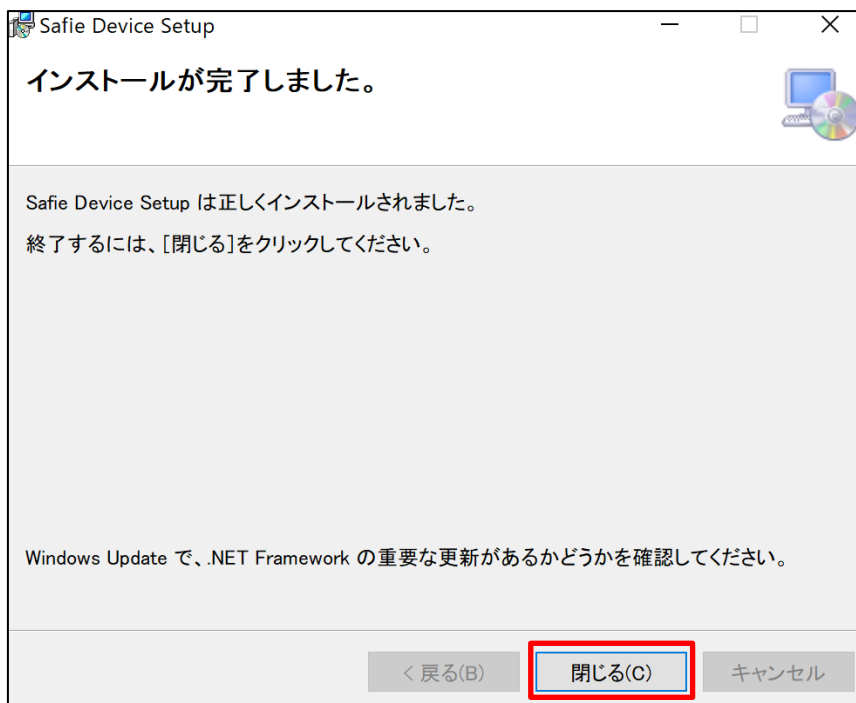 Safie Device Setup
インストールが完了しました。
Safie Device Setup は正しくインストールされました。
終了するには、[閉じる]をクリックしてください。
Windows Update で、.NET Framework の重要な更新があるかどうかを確認してください。
< 戻る(B)
閉じる(C)
キャンセル